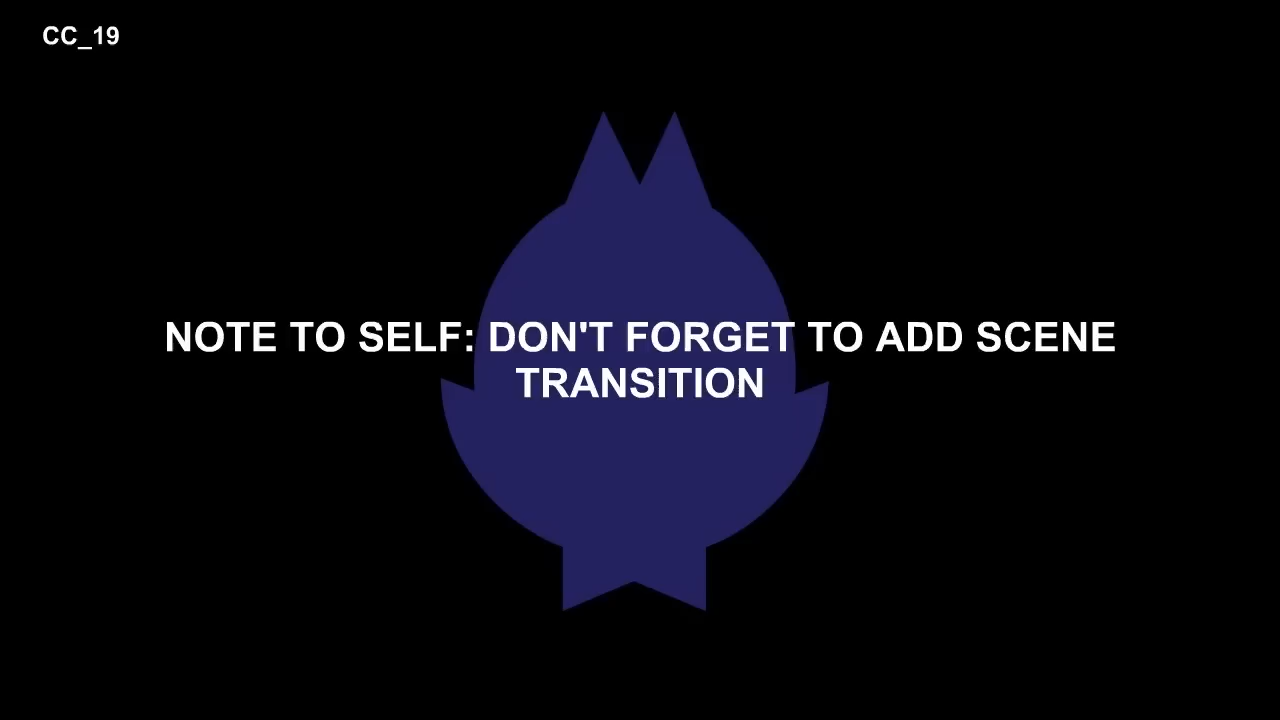 CC_19
NOTE TO SELF: DON'T FORGET TO ADD SCENE
TRANSITION